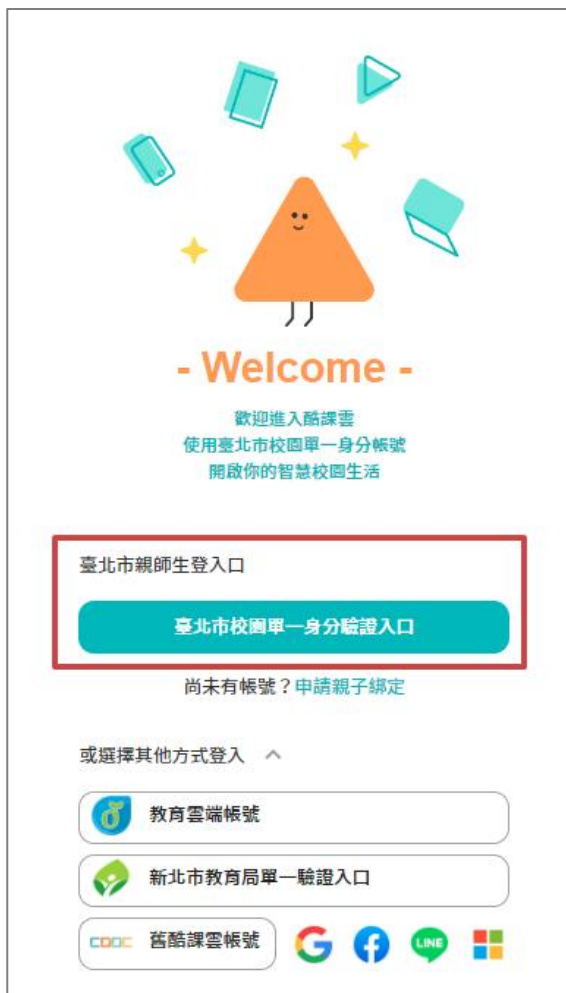 - Welcome -
歡迎進入酷課雲
使用臺北市校園單一身分帳號
開啟你的智慧校園生活
臺北市親師生登入口
臺北市校園單一身分驗證入口
尚未有帳號？申請親子綁定
或選擇其他方式登入
教育雲端帳號
新北市教育局單一驗證入口
COOC 舊酷課雲帳號 LINE